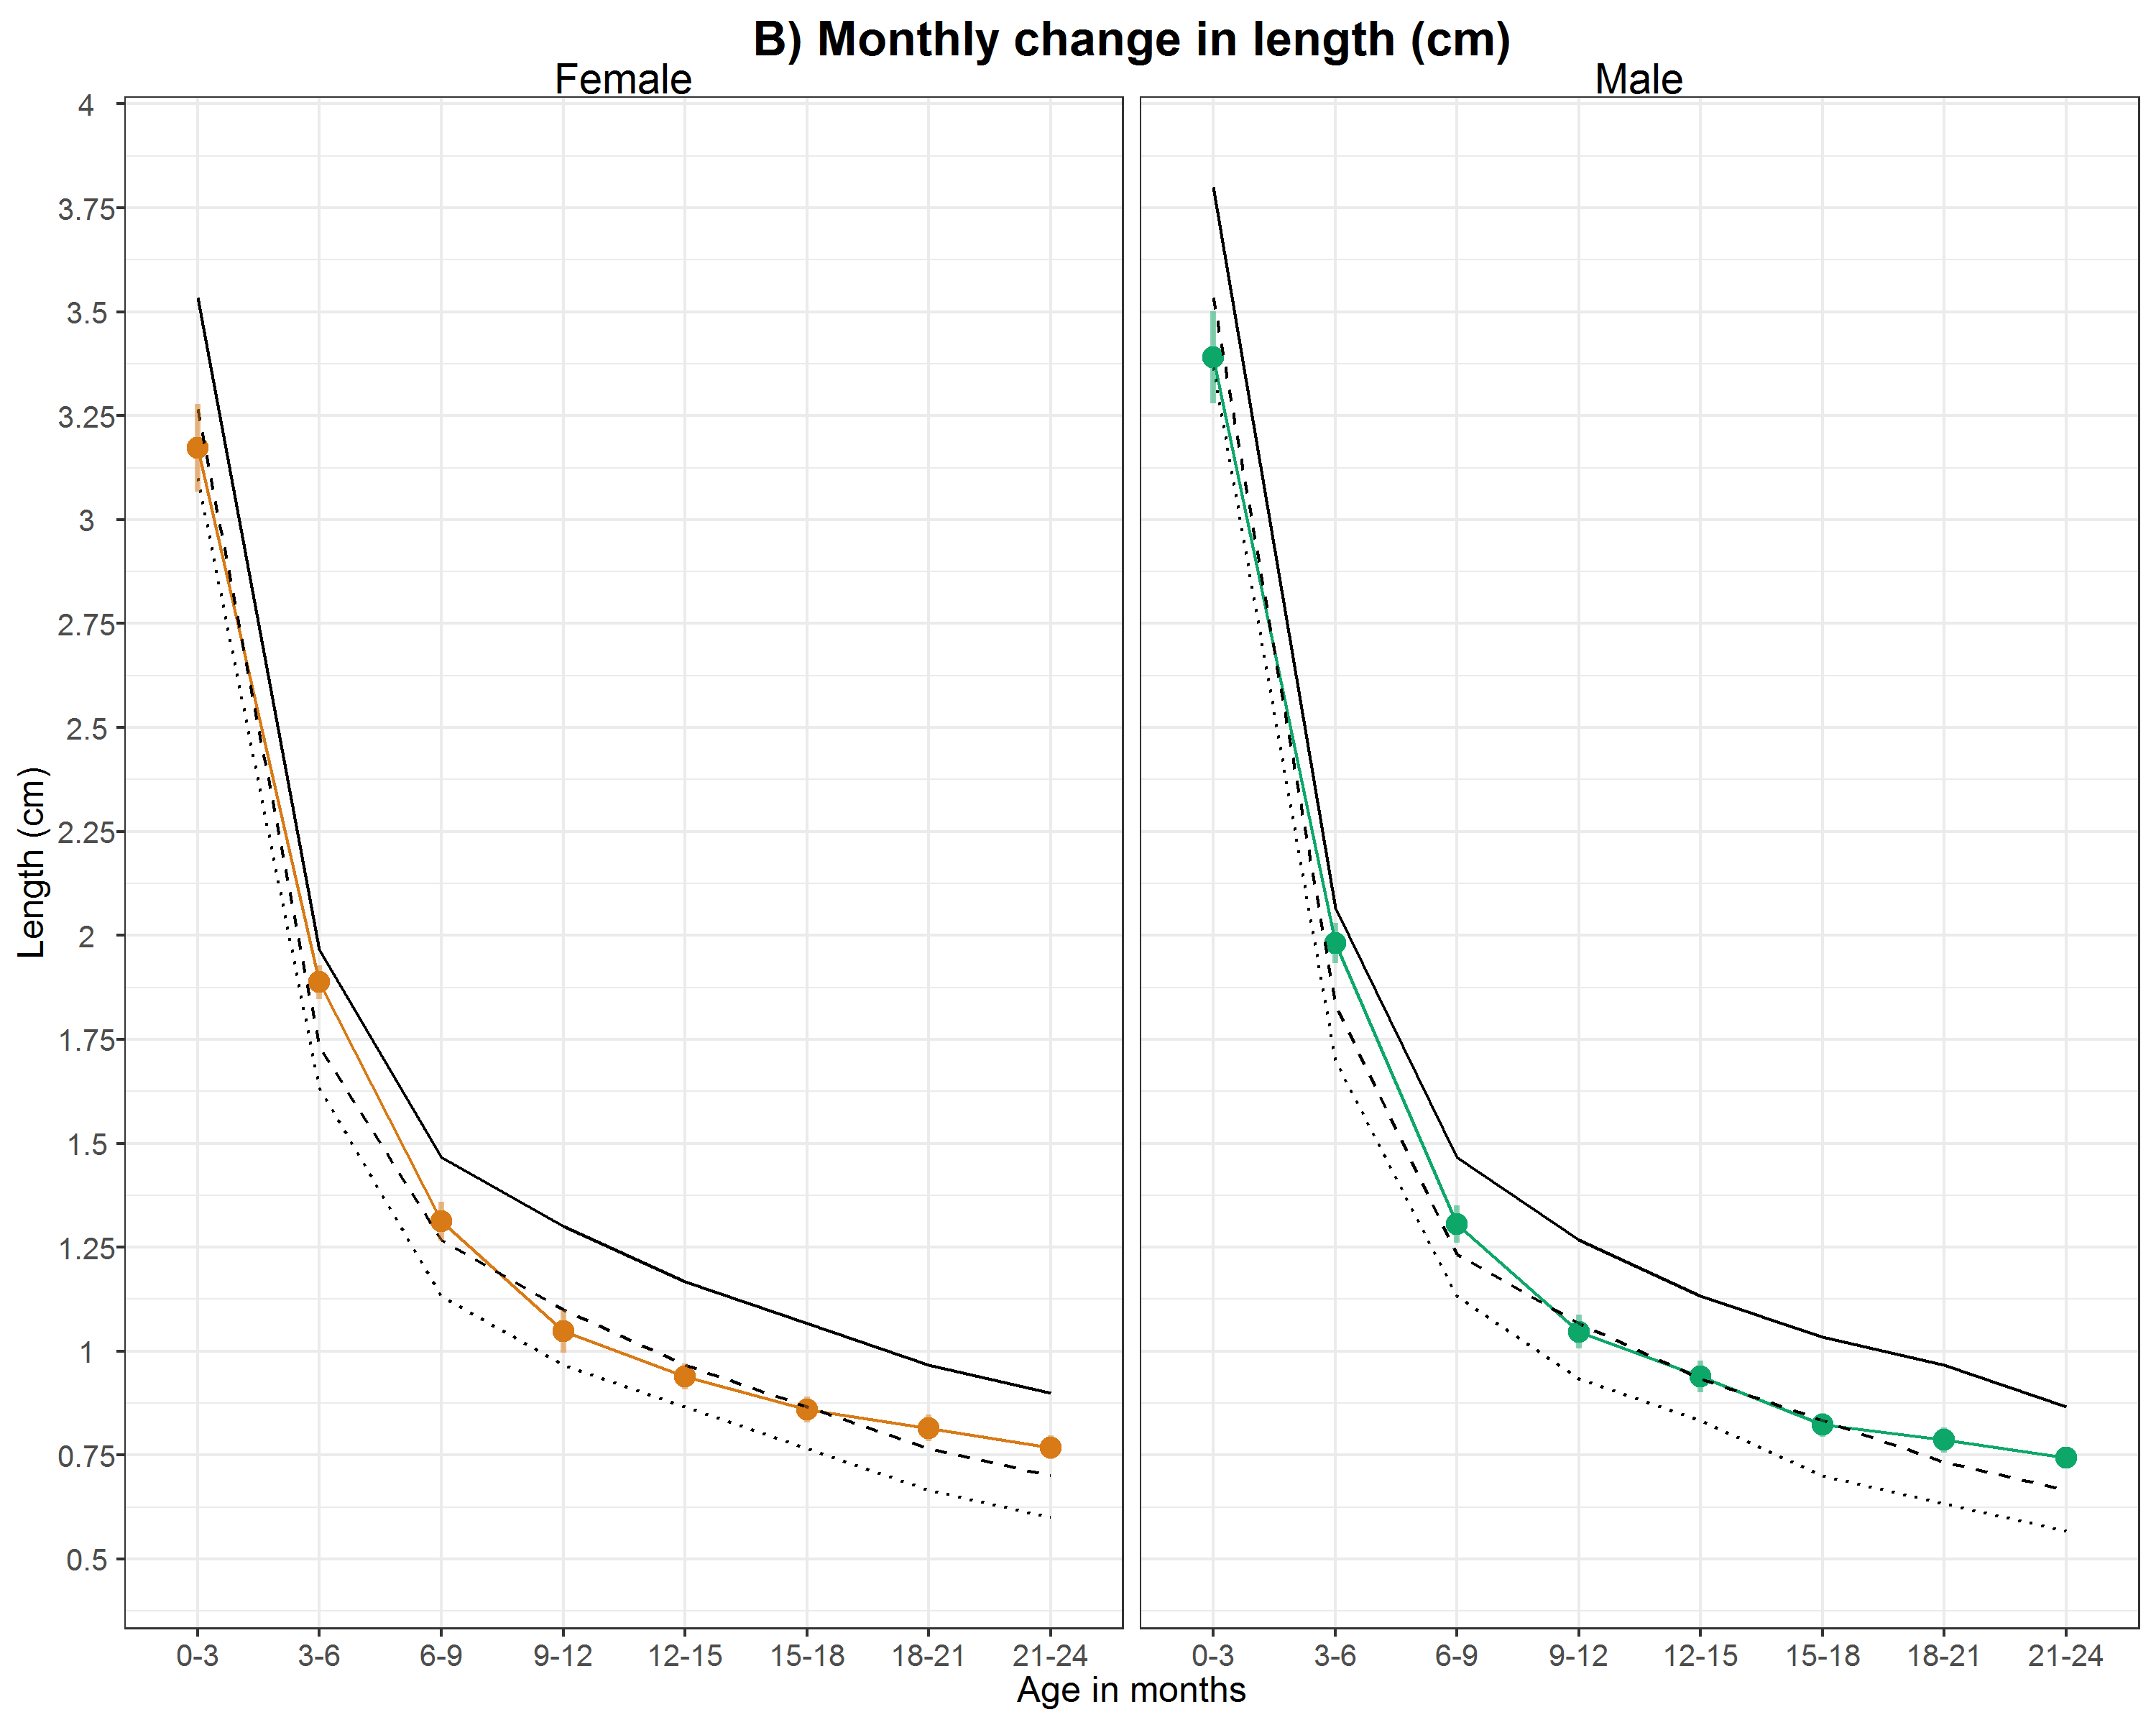 B) Monthly change in length (cm)
Female
Male
4
3.75
3.5
3.25
3
2.75
2.5
2.25
2
1.75
1.5
1.25
1
0.75
0.5
Length (cm)
0-3 3-6 6-9 9-12 12-15 15-18 18-21 21-24
0-3 3-6 6-9 9-12 12-15 15-18 18-21 21-24
Age in months